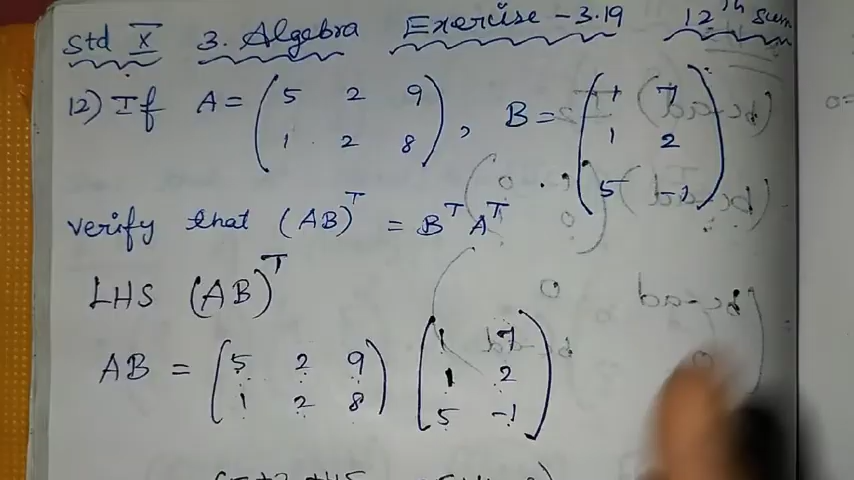 Std X 3. Algebra Exercise - 3.19 12th Sum
12) If A = ( 5 2 9 , B = ( 1 7
1 2 8 ) 1 2
5 -1 )
verify that (AB)^T = B^T A^T
LHS (AB)^T
AB = ( 5 2 9 ( 1 7
1 2 8 ) 1 2
5 -1 )